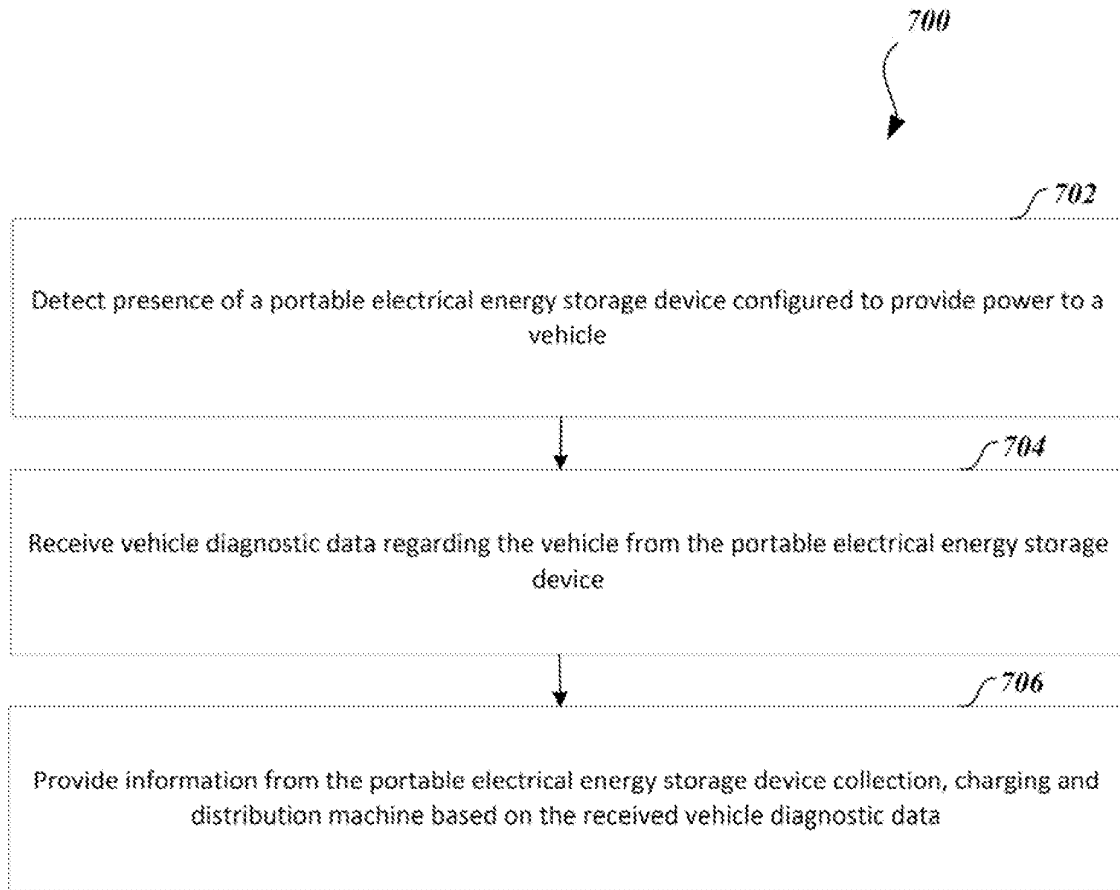 700
702
Detect presence of a portable electrical energy storage device configured to provide power to a
vehicle
704
Receive vehicle diagnostic data regarding the vehicle from the portable electrical energy storage
device
706
Provide information from the portable electrical energy storage device collection, charging and
distribution machine based on the received vehicle diagnostic data